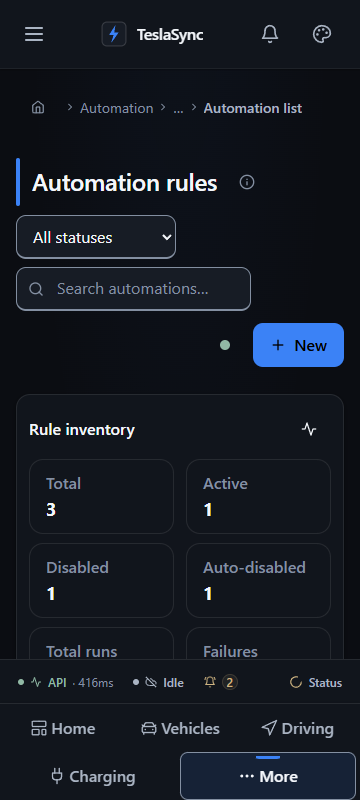 TeslaSync
Automation ... Automation list
Automation rules
All statuses
Search automations...
New
Rule inventory
Total Active
3 1
Disabled Auto-disabled
1 1
Total runs Failures
API · 416ms Idle 2 Status
Home Vehicles Driving
Charging ··· More